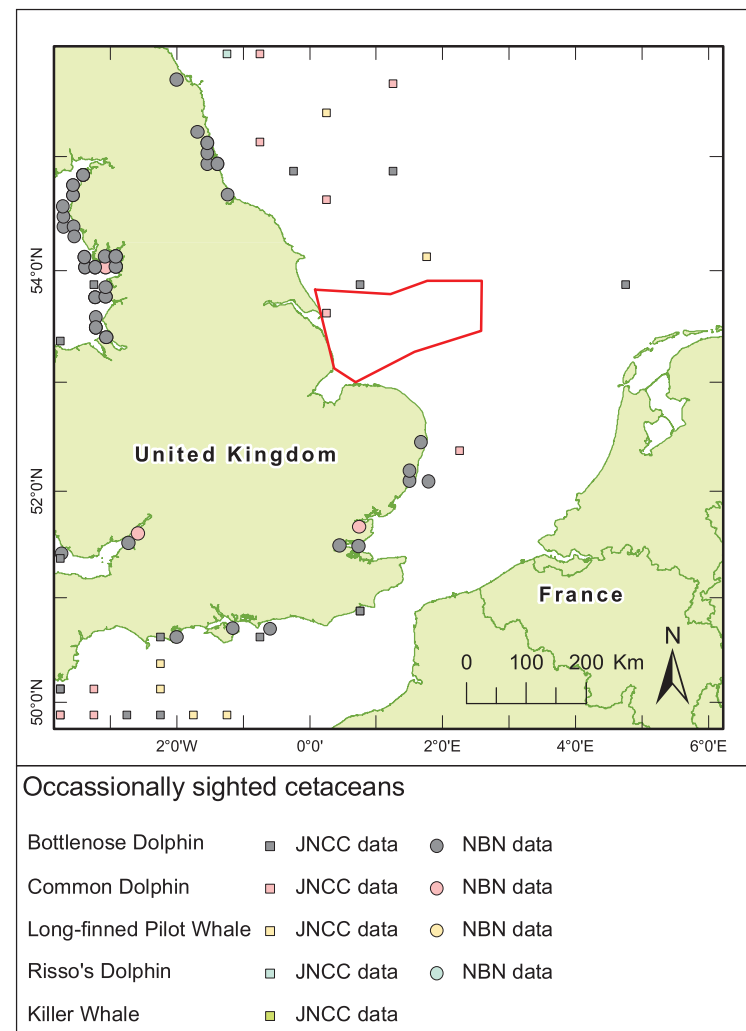 54°0'N
United Kingdom
52°0'N
France
N
0 100 200 Km
50°0'N
2°0'W 0°0' 2°0'E 4°0'E 6°0'E
Occassionally sighted cetaceans
Bottlenose Dolphin JNCC data NBN data
Common Dolphin JNCC data NBN data
Long-finned Pilot Whale JNCC data NBN data
Risso's Dolphin JNCC data NBN data
Killer Whale JNCC data